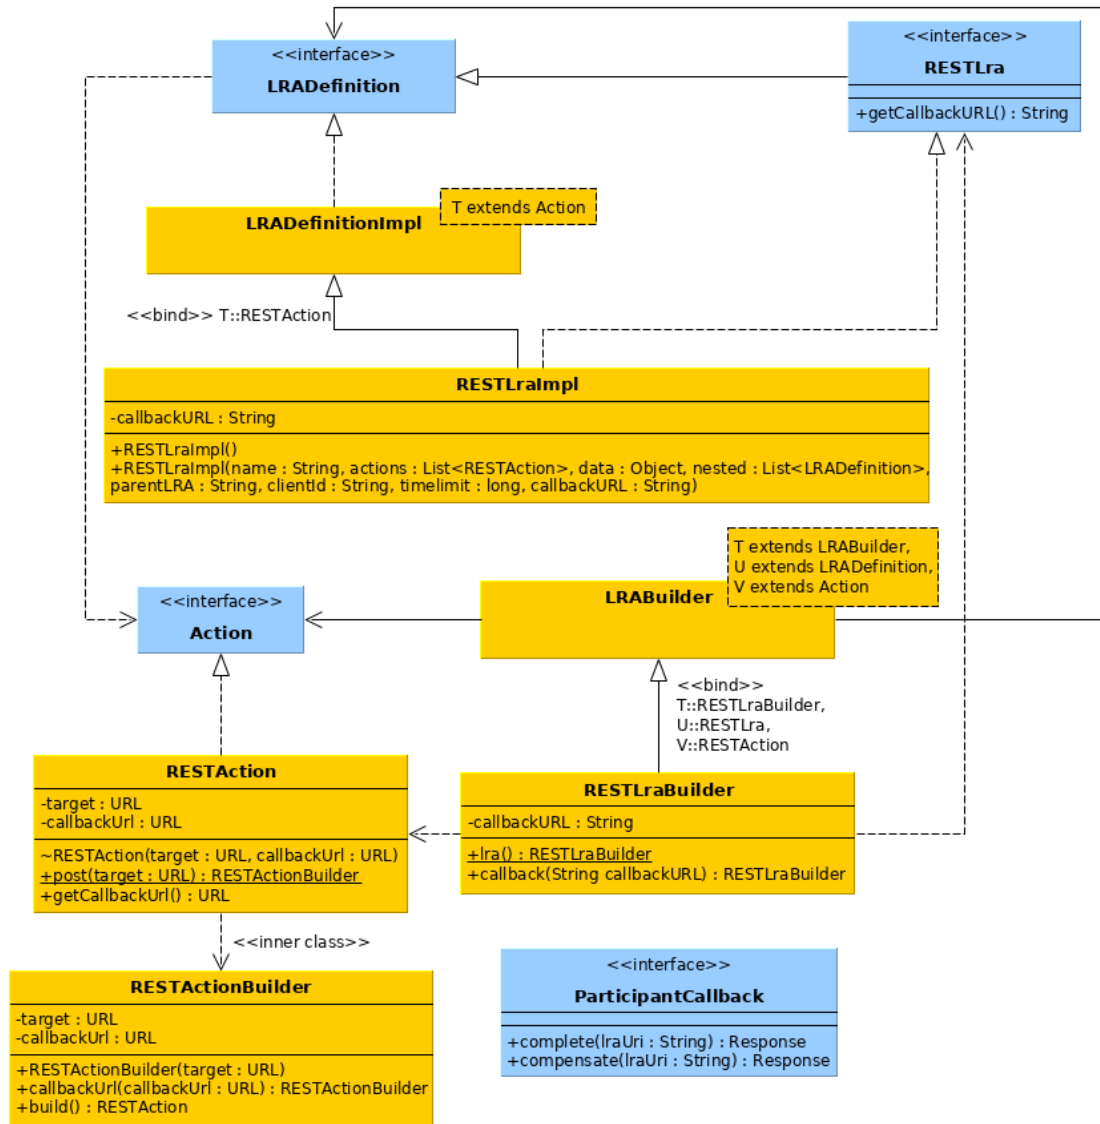 <<interface>>
LRADefinition
<<interface>>
RESTLra
+getCallbackURL() : String
T extends Action
LRADefinitionImpl
<<bind>> T::RESTAction
RESTLraImpl
-callbackURL : String
+RESTLraImpl()
+RESTLraImpl(name : String, actions : List<RESTAction>, data : Object, nested : List<LRADefinition>,
parentLRA : String, clientId : String, timelimit : long, callbackURL : String)
T extends LRABuilder,
U extends LRADefinition,
V extends Action
<<interface>>
Action
LRABuilder
<<bind>>
T::RESTLraBuilder,
U::RESTLra,
V::RESTAction
RESTAction
-target : URL
-callbackUrl : URL
~RESTAction(target : URL, callbackUrl : URL)
+post(target : URL) : RESTActionBuilder
+getCallbackUrl() : URL
RESTLraBuilder
-callbackURL : String
+lra() : RESTLraBuilder
+callback(String callbackURL) : RESTLraBuilder
<<inner class>>
RESTActionBuilder
-target : URL
-callbackUrl : URL
+RESTActionBuilder(target : URL)
+callbackUrl(callbackUrl : URL) : RESTActionBuilder
+build() : RESTAction
<<interface>>
ParticipantCallback
+complete(lraUri : String) : Response
+compensate(lraUri : String) : Response